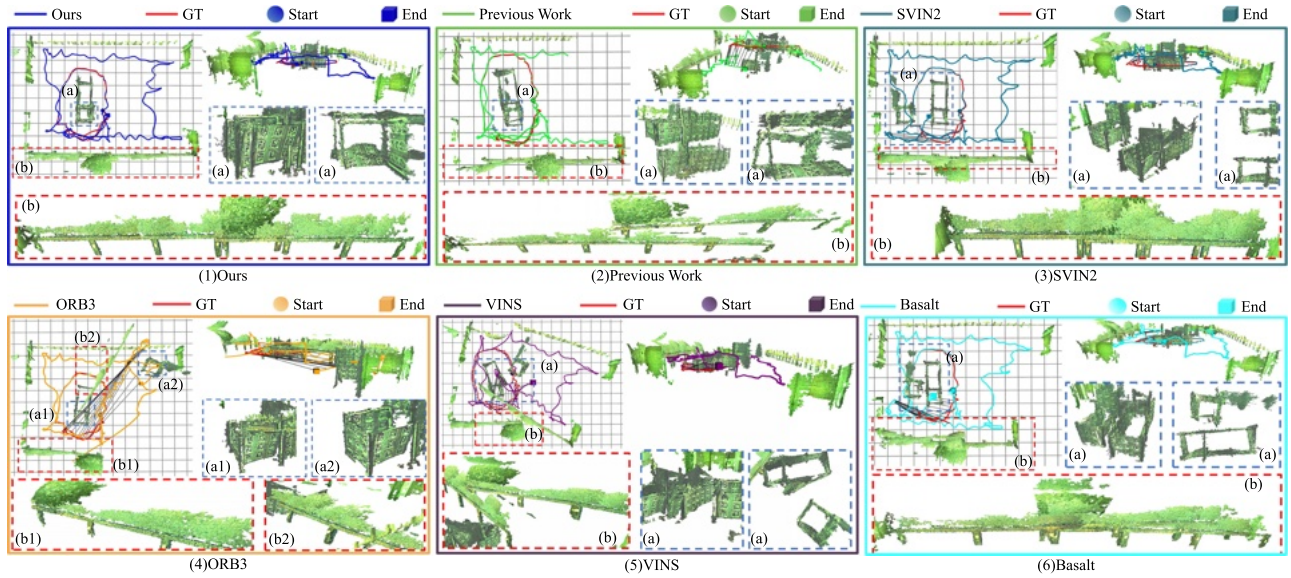 Ours GT Start End
(a)
(b)
(a) (a)
(b)
(1)Ours
Previous Work GT Start End
(a)
(b)
(a) (a)
(b)
(2)Previous Work
SVIN2 GT Start End
(a)
(b)
(a) (a)
(b)
(3)SVIN2
ORB3 GT Start End
(b2)
(a2)
(a1)
(b1)
(a1) (a2)
(b1) (b2)
(4)ORB3
VINS GT Start End
(a)
(b)
(b) (a) (a)
(5)VINS
Basalt GT Start End
(a)
(b)
(a) (a)
(b)
(6)Basalt